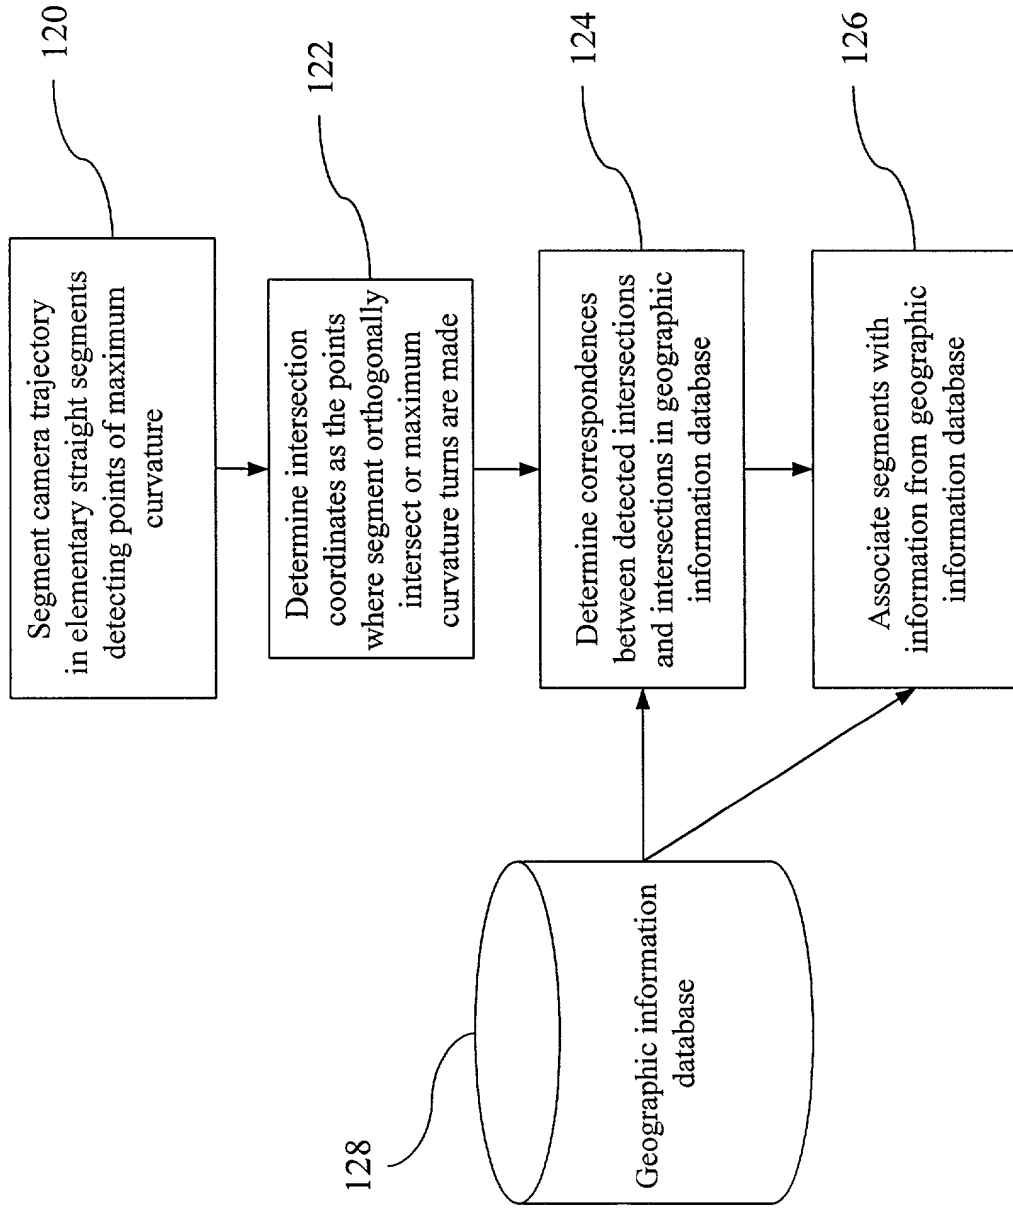 120
Segment camera trajectory
in elementary straight segments
detecting points of maximum
curvature
122
Determine intersection
coordinates as the points
where segment orthogonally
intersect or maximum
curvature turns are made
124
Determine correspondences
between detected intersections
and intersections in geographic
information database
126
Associate segments with
information from geographic
information database
128
Geographic information
database